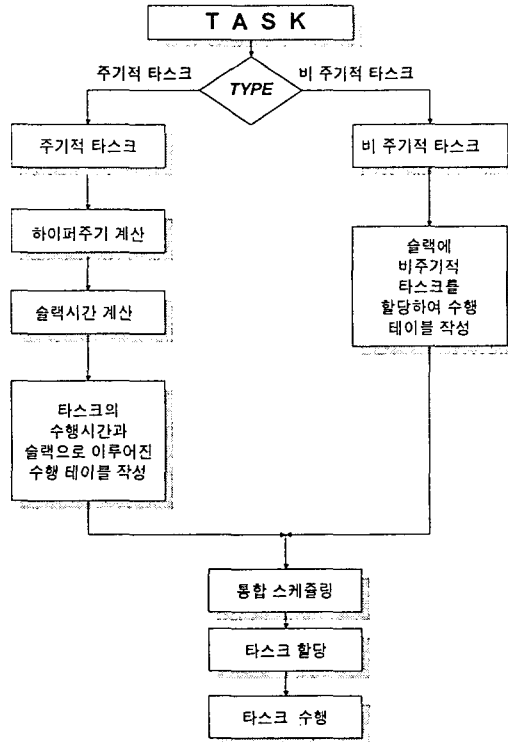 T A S K
주기적 타스크
TYPE
비 주기적 타스크
주기적 타스크
비 주기적 타스크
하이퍼주기 계산
슬랙시간 계산
타스크의
수행시간과
슬랙으로 이루어진
수행 테이블 작성
슬랙에
비주기적
타스크를
할당하여 수행
테이블 작성
통합 스케쥴링
타스크 할당
타스크 수행